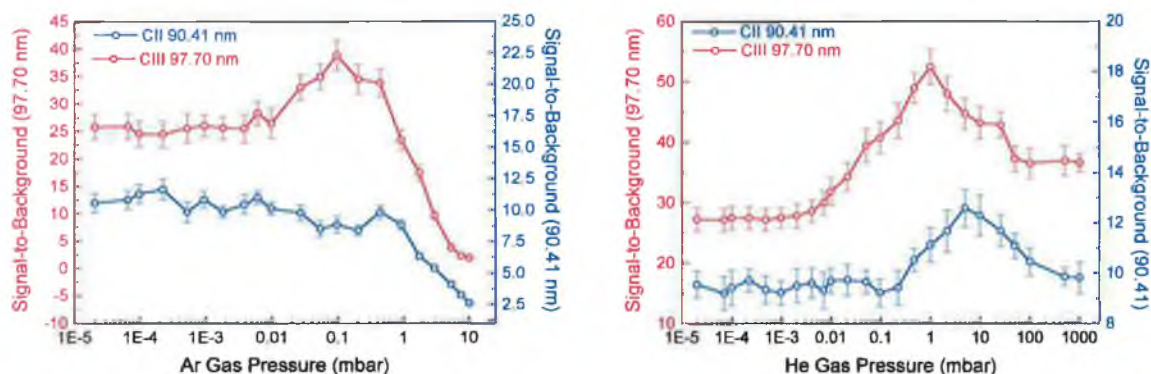 Signal-to-Background (97.70 nm)
45
40
35
30
25
20
15
10
5
0
-5
-10
CII 90.41 nm
CIII 97.70 nm
25.0
22.5
20.0
17.5
15.0
12.5
10.0
7.5
5.0
2.5
Signal-to-Background (90.41 nm)
1E-5 1E-4 1E-3 0.01 0.1 1 10
Ar Gas Pressure (mbar)
Signal-to-Background (97.70 nm)
60
50
40
30
20
10
CII 90.41 nm
CIII 97.70 nm
20
18
16
14
12
10
8
Signal-to-Background (90.41)
1E-5 1E-4 1E-3 0.01 0.1 1 10 100 1000
He Gas Pressure (mbar)